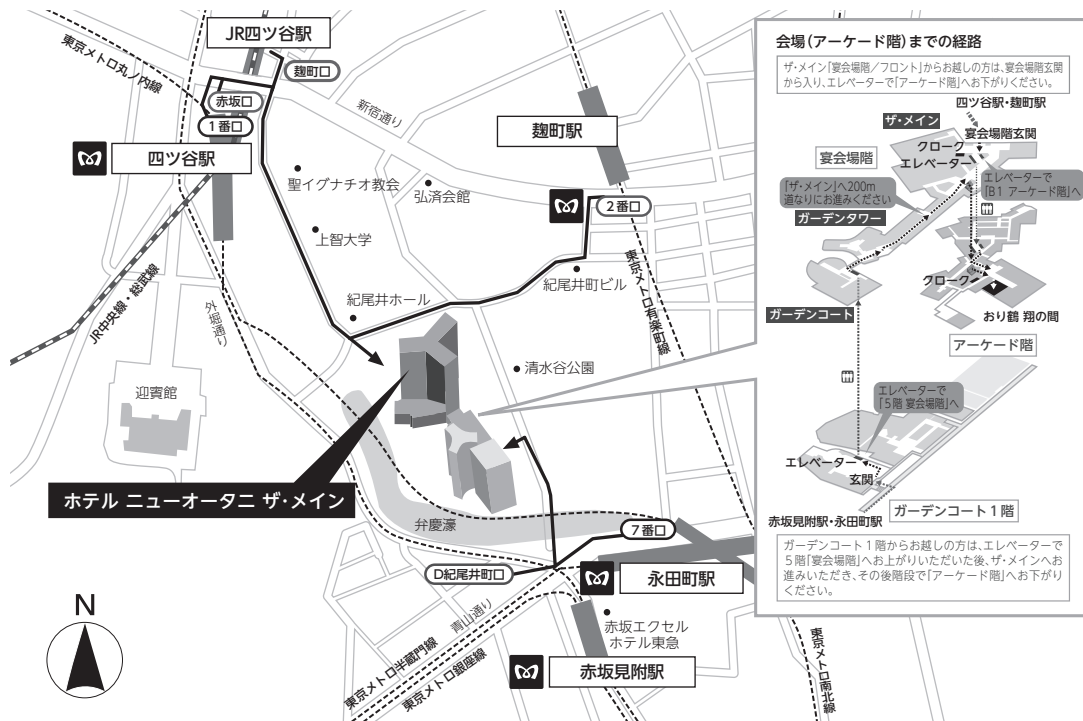 JR四ツ谷駅
東京メトロ丸ノ内線
麹町口
赤坂口
1番口
四ツ谷駅
新宿通り
麹町駅
聖イグナチオ教会
弘済会館
2番口
上智大学
東京メトロ有楽町線
JR中央線・総武線
外堀通り
紀尾井ホール
紀尾井町ビル
清水谷公園
迎賓館
ホテル ニューオータニ ザ・メイン
弁慶濠
7番口
D紀尾井町口
永田町駅
N
青山通り
赤坂エクセル
ホテル東急
東京メトロ半蔵門線
東京メトロ銀座線
赤坂見附駅
東京メトロ南北線
会場(アーケード階)までの経路
ザ・メイン「宴会場階/フロント」からお越しの方は、宴会場階玄関
から入り、エレベーターで「アーケード階」へお下がりください。
四ツ谷駅・麹町駅
ザ・メイン
宴会場階玄関
クローク
エレベーター
宴会場階
エレベーターで
「B1 アーケード階」へ
「ザ・メイン」へ200m
道なりにお進みください
ガーデンタワー
クローク
ガーデンコート
おり鶴 翔の間
アーケード階
エレベーターで
「5階 宴会場階」へ
エレベーター
玄関
ガーデンコート1階
赤坂見附駅・永田町駅
ガーデンコート1階からお越しの方は、エレベーターで
5階「宴会場階」へお上がりいただいた後、ザ・メインへお
進みいただき、その後階段で「アーケード階」へお下がり
ください。